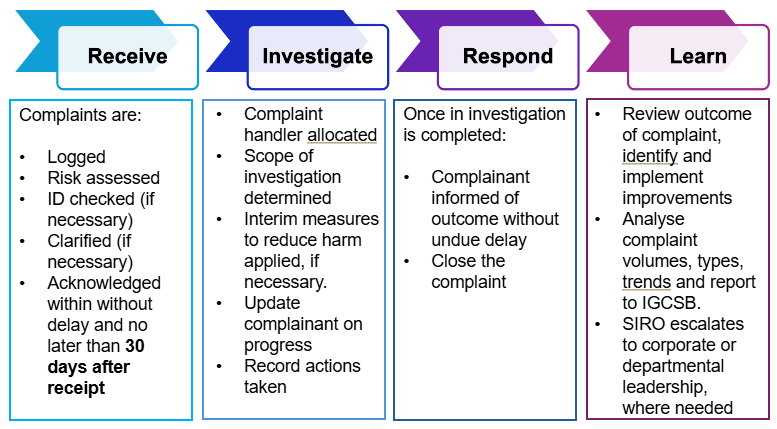 Receive
Investigate
Respond
Learn
Complaints are:
• Logged
• Risk assessed
• ID checked (if
necessary)
• Clarified (if
necessary)
• Acknowledged
within without
delay and no
later than 30
days after
receipt
• Complaint
handler allocated
• Scope of
investigation
determined
• Interim measures
to reduce harm
applied, if
necessary.
• Update
complainant on
progress
• Record actions
taken
Once in investigation
is completed:
• Complainant
informed of
outcome without
undue delay
• Close the
complaint
• Review outcome
of complaint,
identify and
implement
improvements
• Analyse
complaint
volumes, types,
trends and report
to IGCSB.
• SIRO escalates
to corporate or
departmental
leadership,
where needed